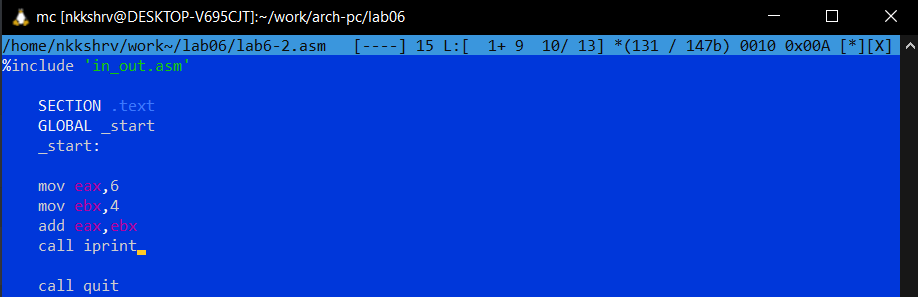 mc [nkkshrv@DESKTOP-V695CJT]:~/work/arch-pc/lab06
/home/nkkshrv/work~/lab06/lab6-2.asm   [----] 15 L:[  1+ 9  10/ 13] *(131 / 147b) 0010 0x00A [*][X]
%include 'in_out.asm'
SECTION .text
GLOBAL _start
_start:
mov eax,6
mov ebx,4
add eax,ebx
call iprint
call quit